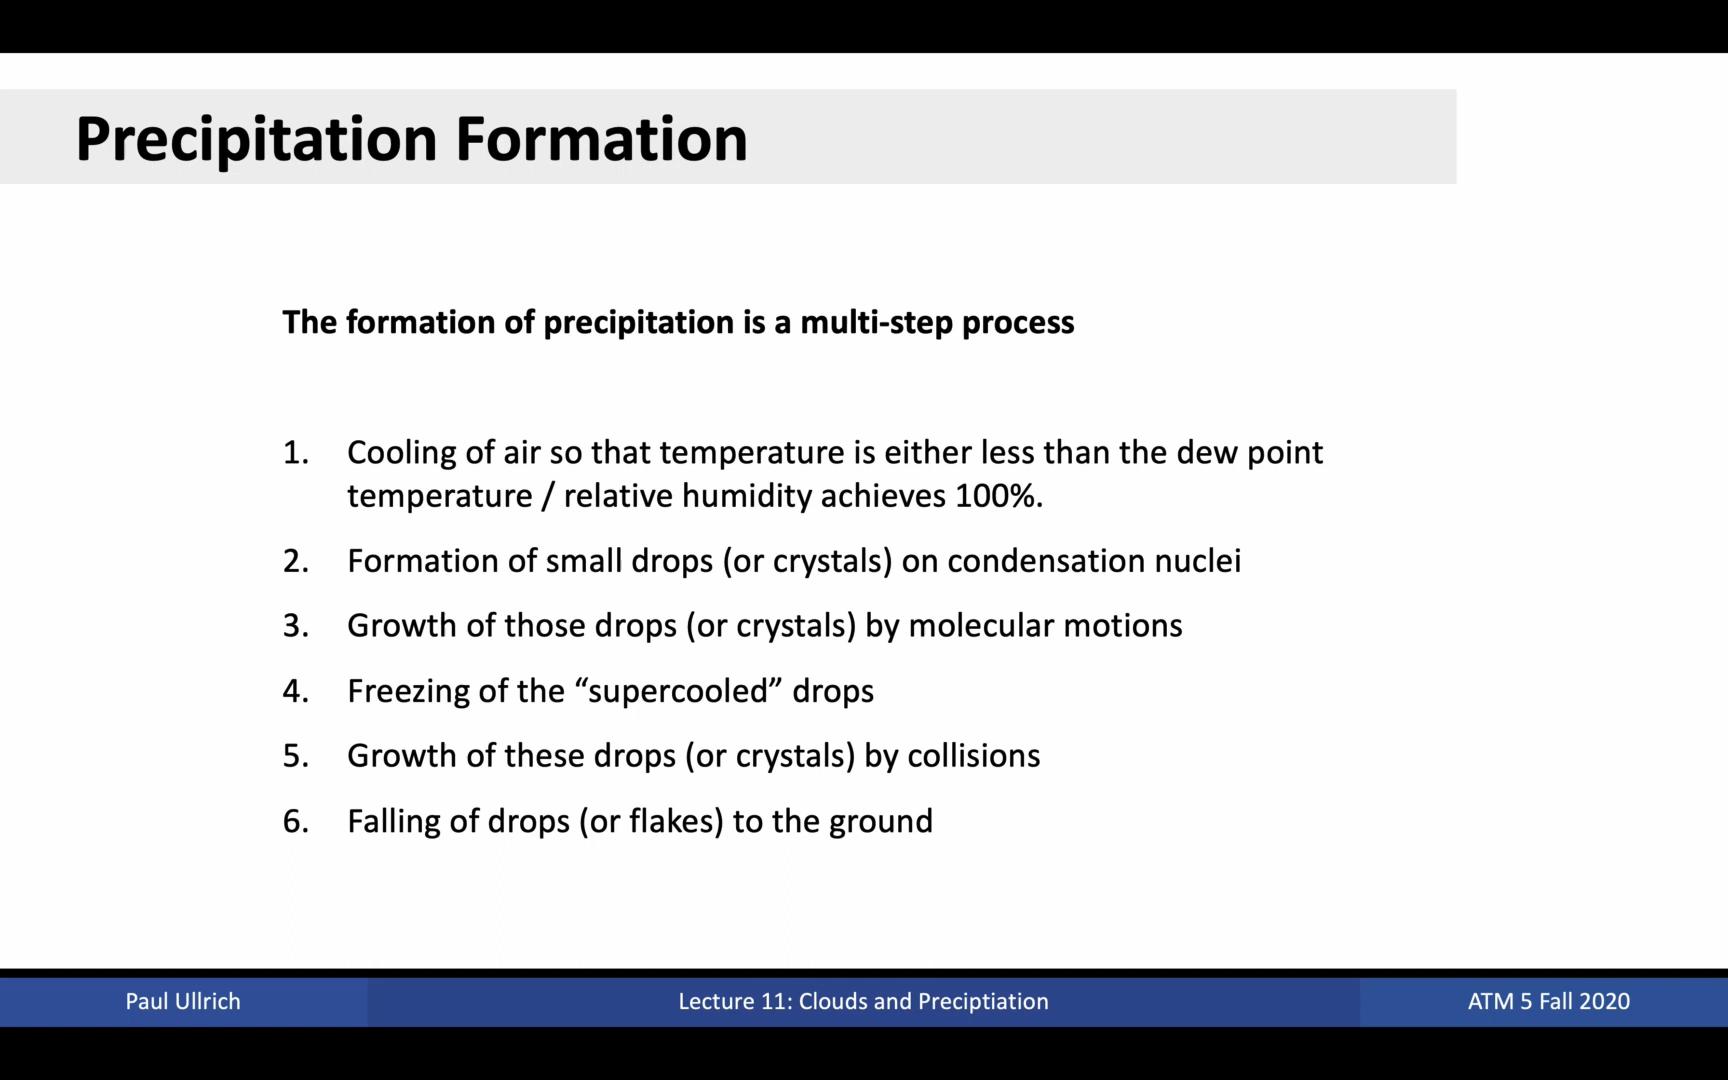 Precipitation Formation
The formation of precipitation is a multi-step process
1. Cooling of air so that temperature is either less than the dew point
temperature / relative humidity achieves 100%.
2. Formation of small drops (or crystals) on condensation nuclei
3. Growth of those drops (or crystals) by molecular motions
4. Freezing of the “supercooled” drops
5. Growth of these drops (or crystals) by collisions
6. Falling of drops (or flakes) to the ground
Paul Ullrich
Lecture 11: Clouds and Preciptiation
ATM 5 Fall 2020